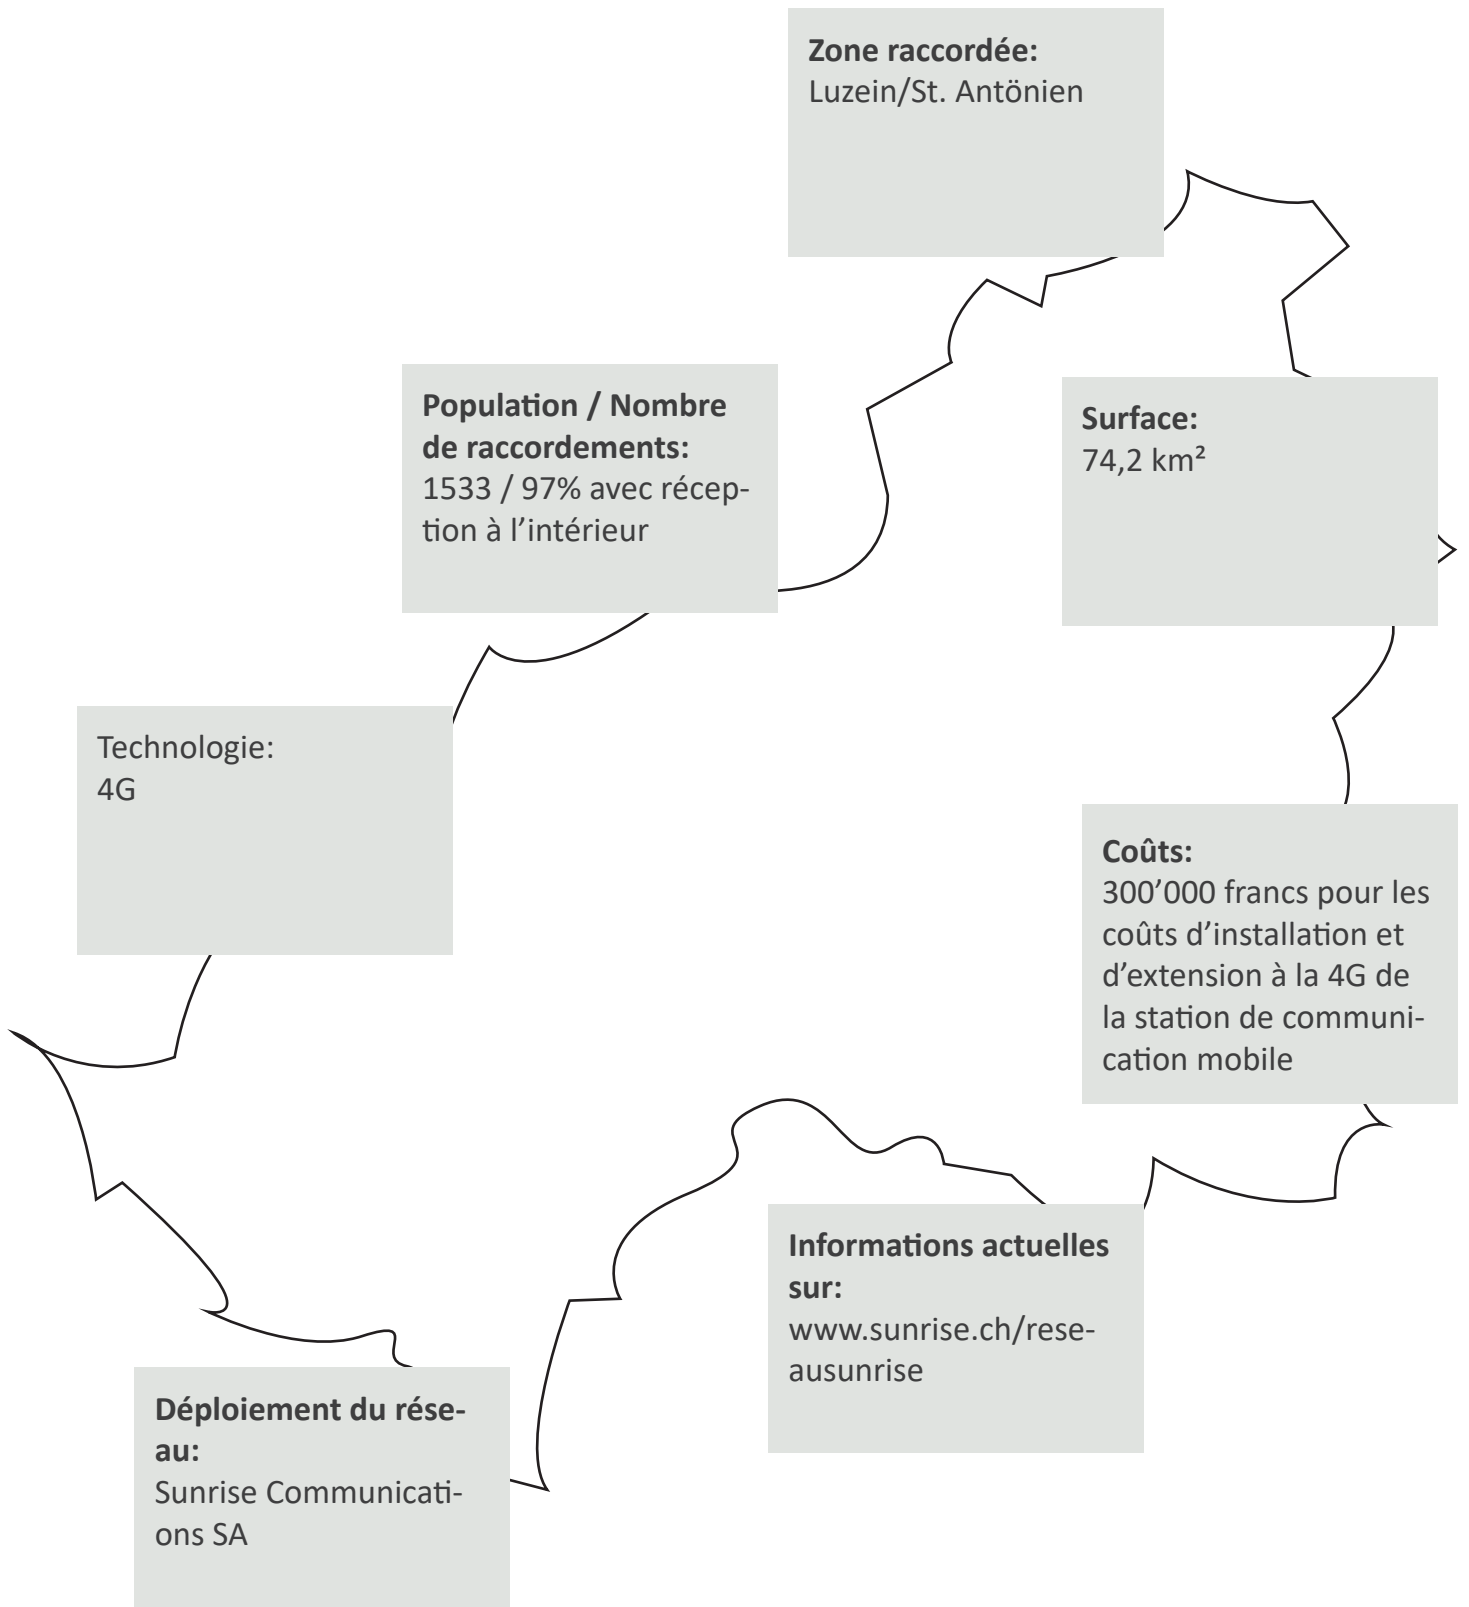 Zone raccordée:
Luzein/St. Antönien
Population / Nombre
de raccordements:
1533 / 97% avec récep-
tion à l’intérieur
Surface:
74,2 km²
Technologie:
4G
Coûts:
300’000 francs pour les
coûts d’installation et
d’extension à la 4G de
la station de communi-
cation mobile
Informations actuelles
sur:
www.sunrise.ch/rese-
ausunrise
Déploiement du rése-
au:
Sunrise Communicati-
ons SA